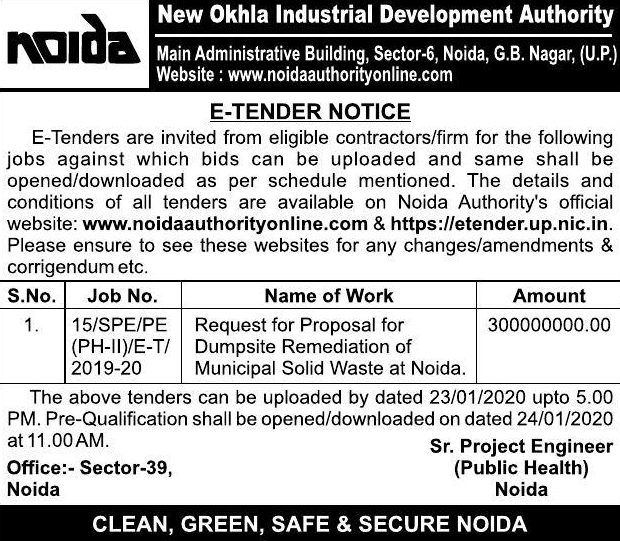 noida
New Okhla Industrial Development Authority
Main Administrative Building, Sector-6, Noida, G.B. Nagar, (U.P.)
Website : www.noidaauthorityonline.com
E-TENDER NOTICE
E-Tenders are invited from eligible contractors/firm for the following
jobs against which bids can be uploaded and same shall be
opened/downloaded as per schedule mentioned. The details and
conditions of all tenders are available on Noida Authority's official
website: www.noidaauthorityonline.com & https://etender.up.nic.in.
Please ensure to see these websites for any changes/amendments &
corrigendum etc.
S.No. Job No. Name of Work Amount
1. 15/SPE/PE Request for Proposal for 300000000.00
(PH-II)/E-T/ Dumpsite Remediation of
2019-20 Municipal Solid Waste at Noida.
The above tenders can be uploaded by dated 23/01/2020 upto 5.00
PM. Pre-Qualification shall be opened/downloaded on dated 24/01/2020
at 11.00 AM.
Sr. Project Engineer
Office:- Sector-39, (Public Health)
Noida Noida
CLEAN, GREEN, SAFE & SECURE NOIDA